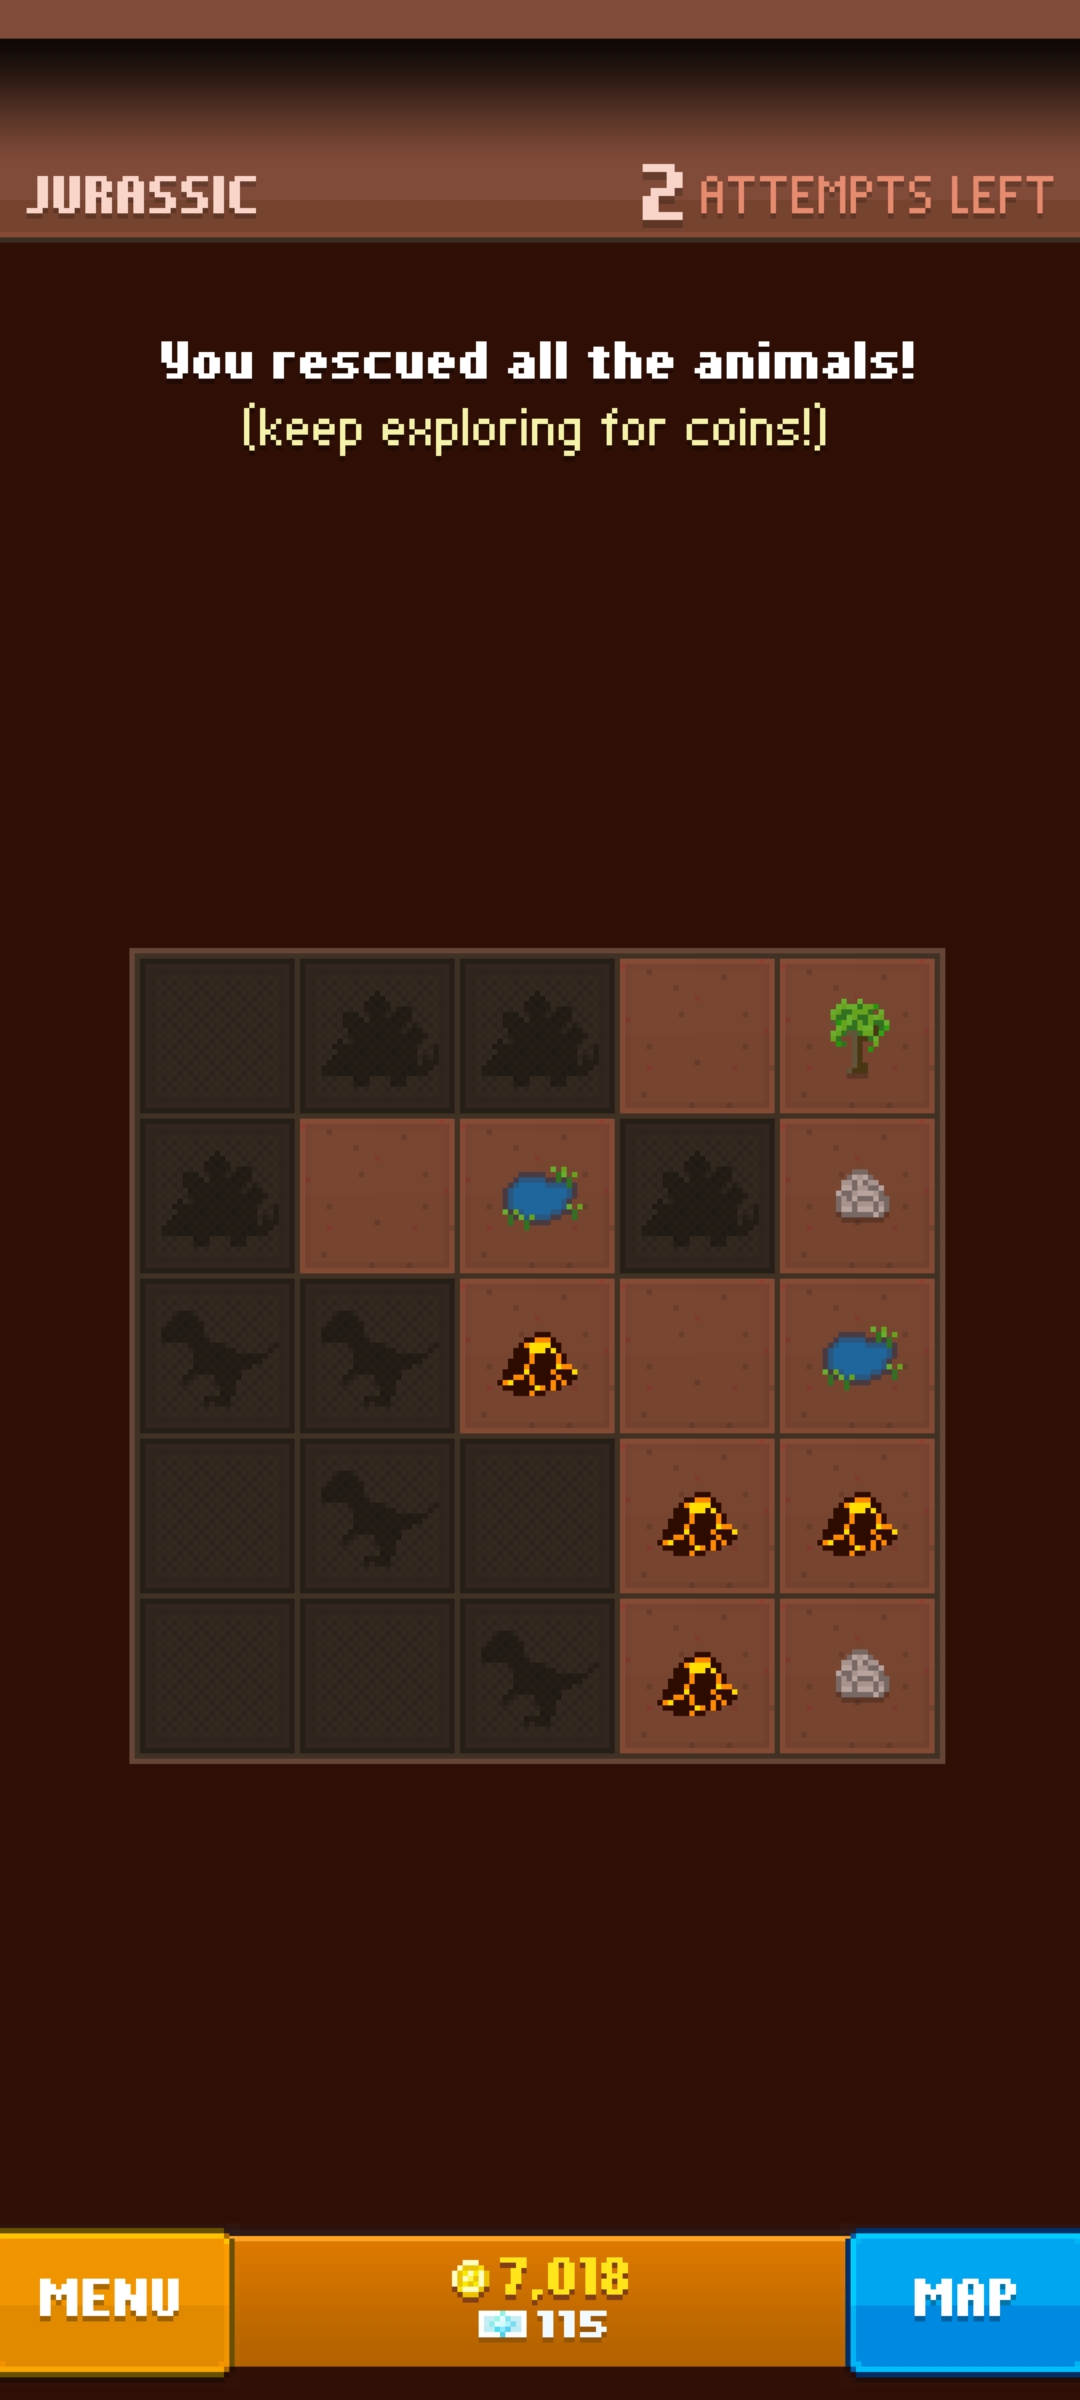 JURASSIC
2 ATTEMPTS LEFT
You rescued all the animals!
(keep exploring for coins!)
MENU
7,018
115
MAP